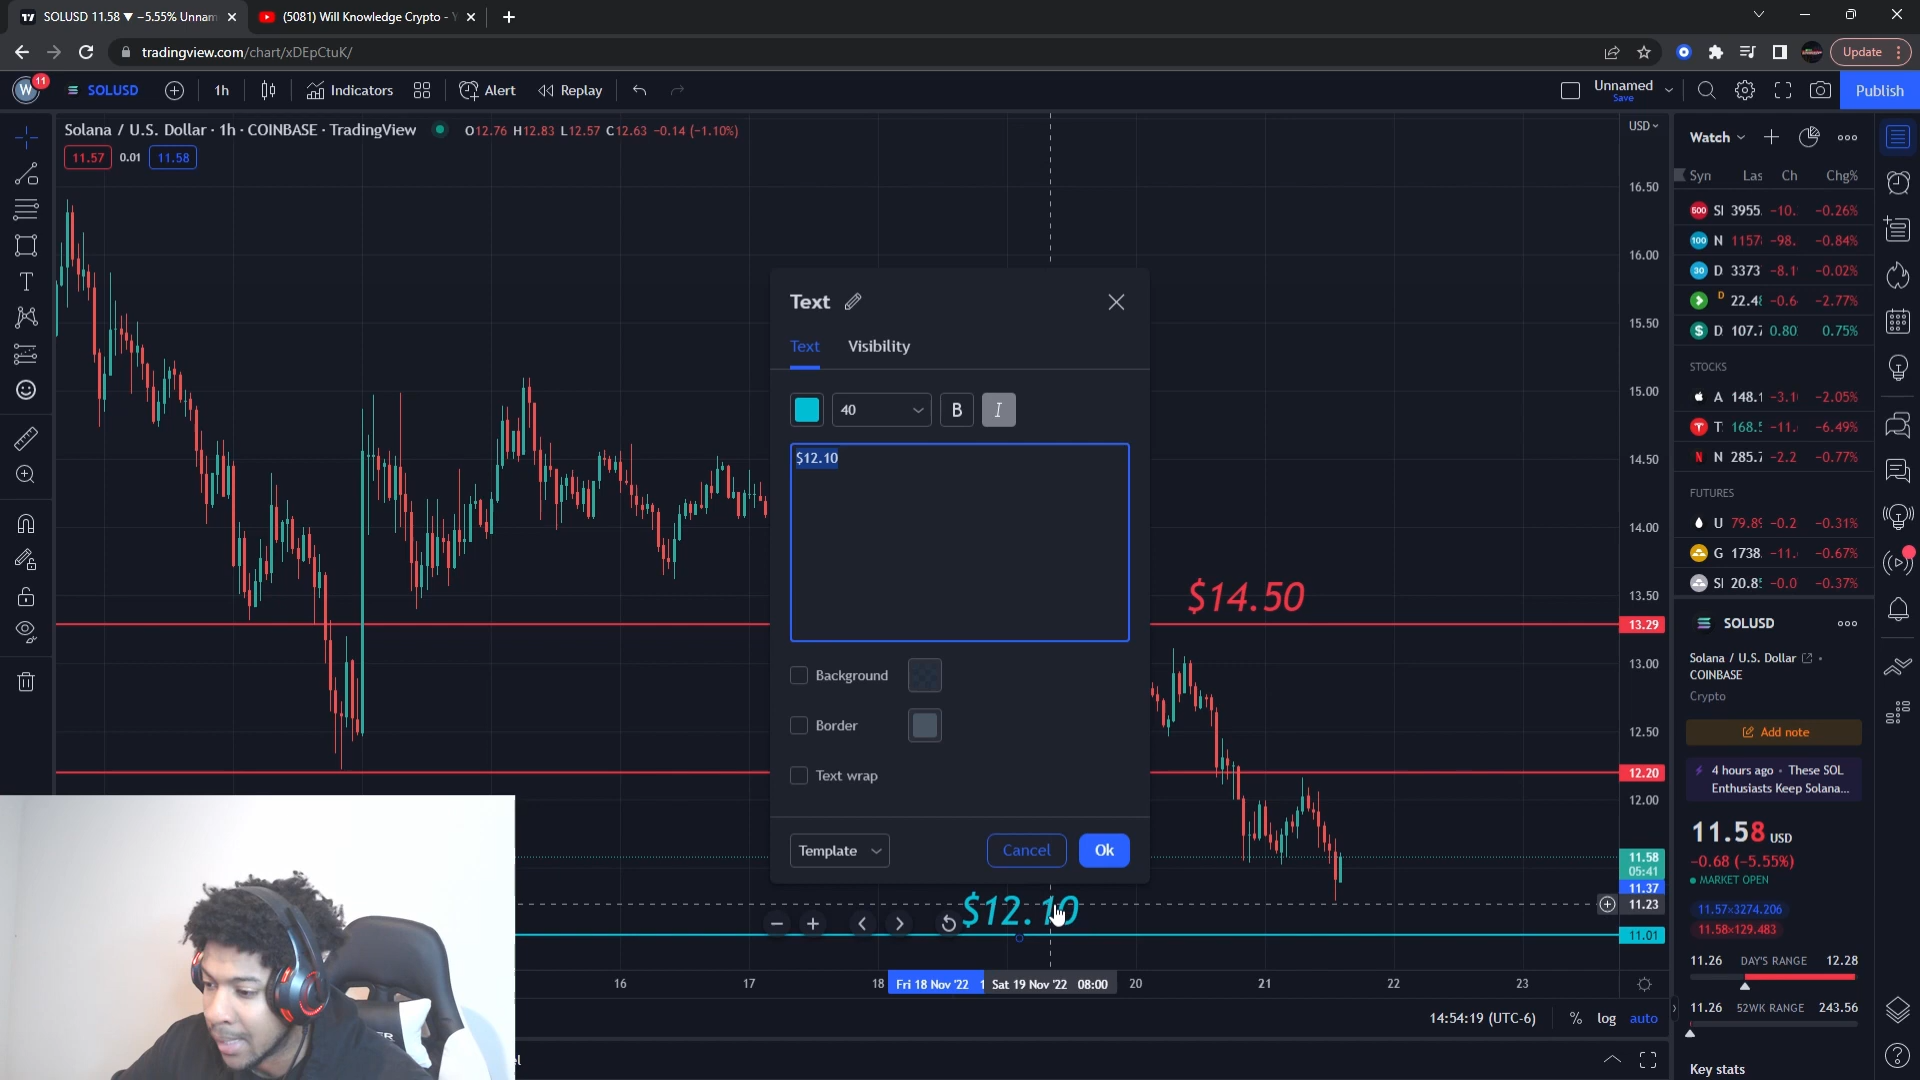 SOLUSD 11.58 ▼ −5.55% Unnam
(5081) Will Knowledge Crypto - Y
tradingview.com/chart/xDEpCtuK/
Update
W
11
SOLUSD
1h
Indicators
Alert
Replay
Unnamed
Save
Publish
Solana / U.S. Dollar · 1h · COINBASE · TradingView
O12.76 H12.83 L12.57 C12.63 −0.14 (−1.10%)
11.57
0.01
11.58
USD
16.50
16.00
15.50
15.00
14.50
14.00
13.50
13.29
13.00
12.50
12.20
12.00
11.58
05:41
11.37
11.23
11.01
Text
Text
Visibility
40
B
I
$12.10
Background
Border
Text wrap
Template
Cancel
Ok
$14.50
$12.10
16
17
18
Fri 18 Nov '22
1
Sat 19 Nov '22 08:00
20
21
22
23
14:54:19 (UTC-6)
%
log
auto
Watch
Syn
Las
Ch
Chg%
500 SI 3955. −10. −0.26%
100 N 1157 −98. −0.84%
30 D 3373 −8.1 −0.02%
D 22.4 −0.6 −2.77%
$ D 107. 0.80 0.75%
STOCKS
A 148.1 −3.1 −2.05%
T 168.5 −11. −6.49%
N 285.7 −2.2 −0.77%
FUTURES
U 79.89 −0.2 −0.31%
G 1738. −11. −0.67%
SI 20.8 −0.0 −0.37%
SOLUSD
Solana / U.S. Dollar
COINBASE
Crypto
Add note
4 hours ago · These SOL
Enthusiasts Keep Solana...
11.58 USD
−0.68 (−5.55%)
MARKET OPEN
11.57×3274.206
11.58×129.483
11.26 DAY'S RANGE 12.28
11.26 52WK RANGE 243.56
Key stats